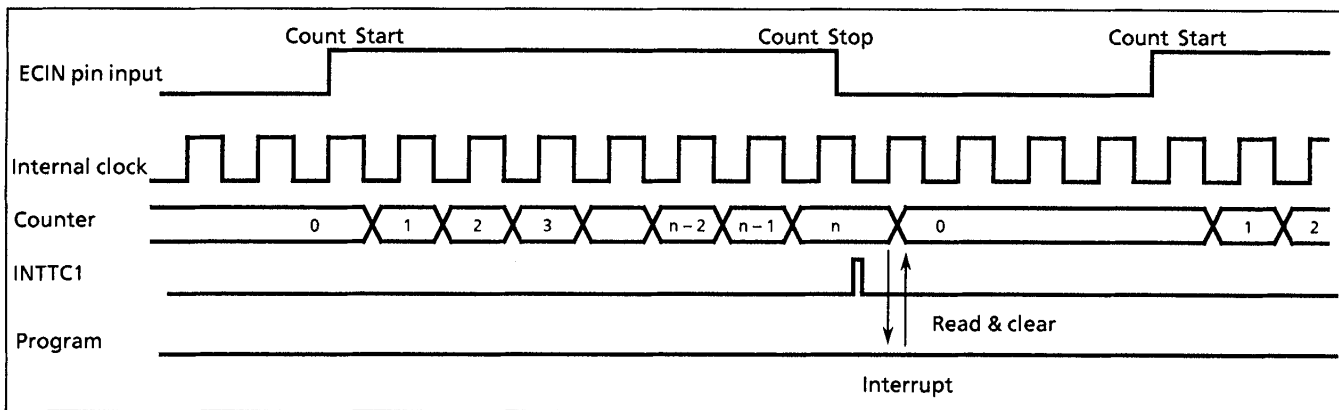 Count Start Count Stop Count Start
ECIN pin input
Internal clock
Counter 0 1 2 3 n – 2 n – 1 n 0 1 2
INTTC1
Read & clear
Program
Interrupt